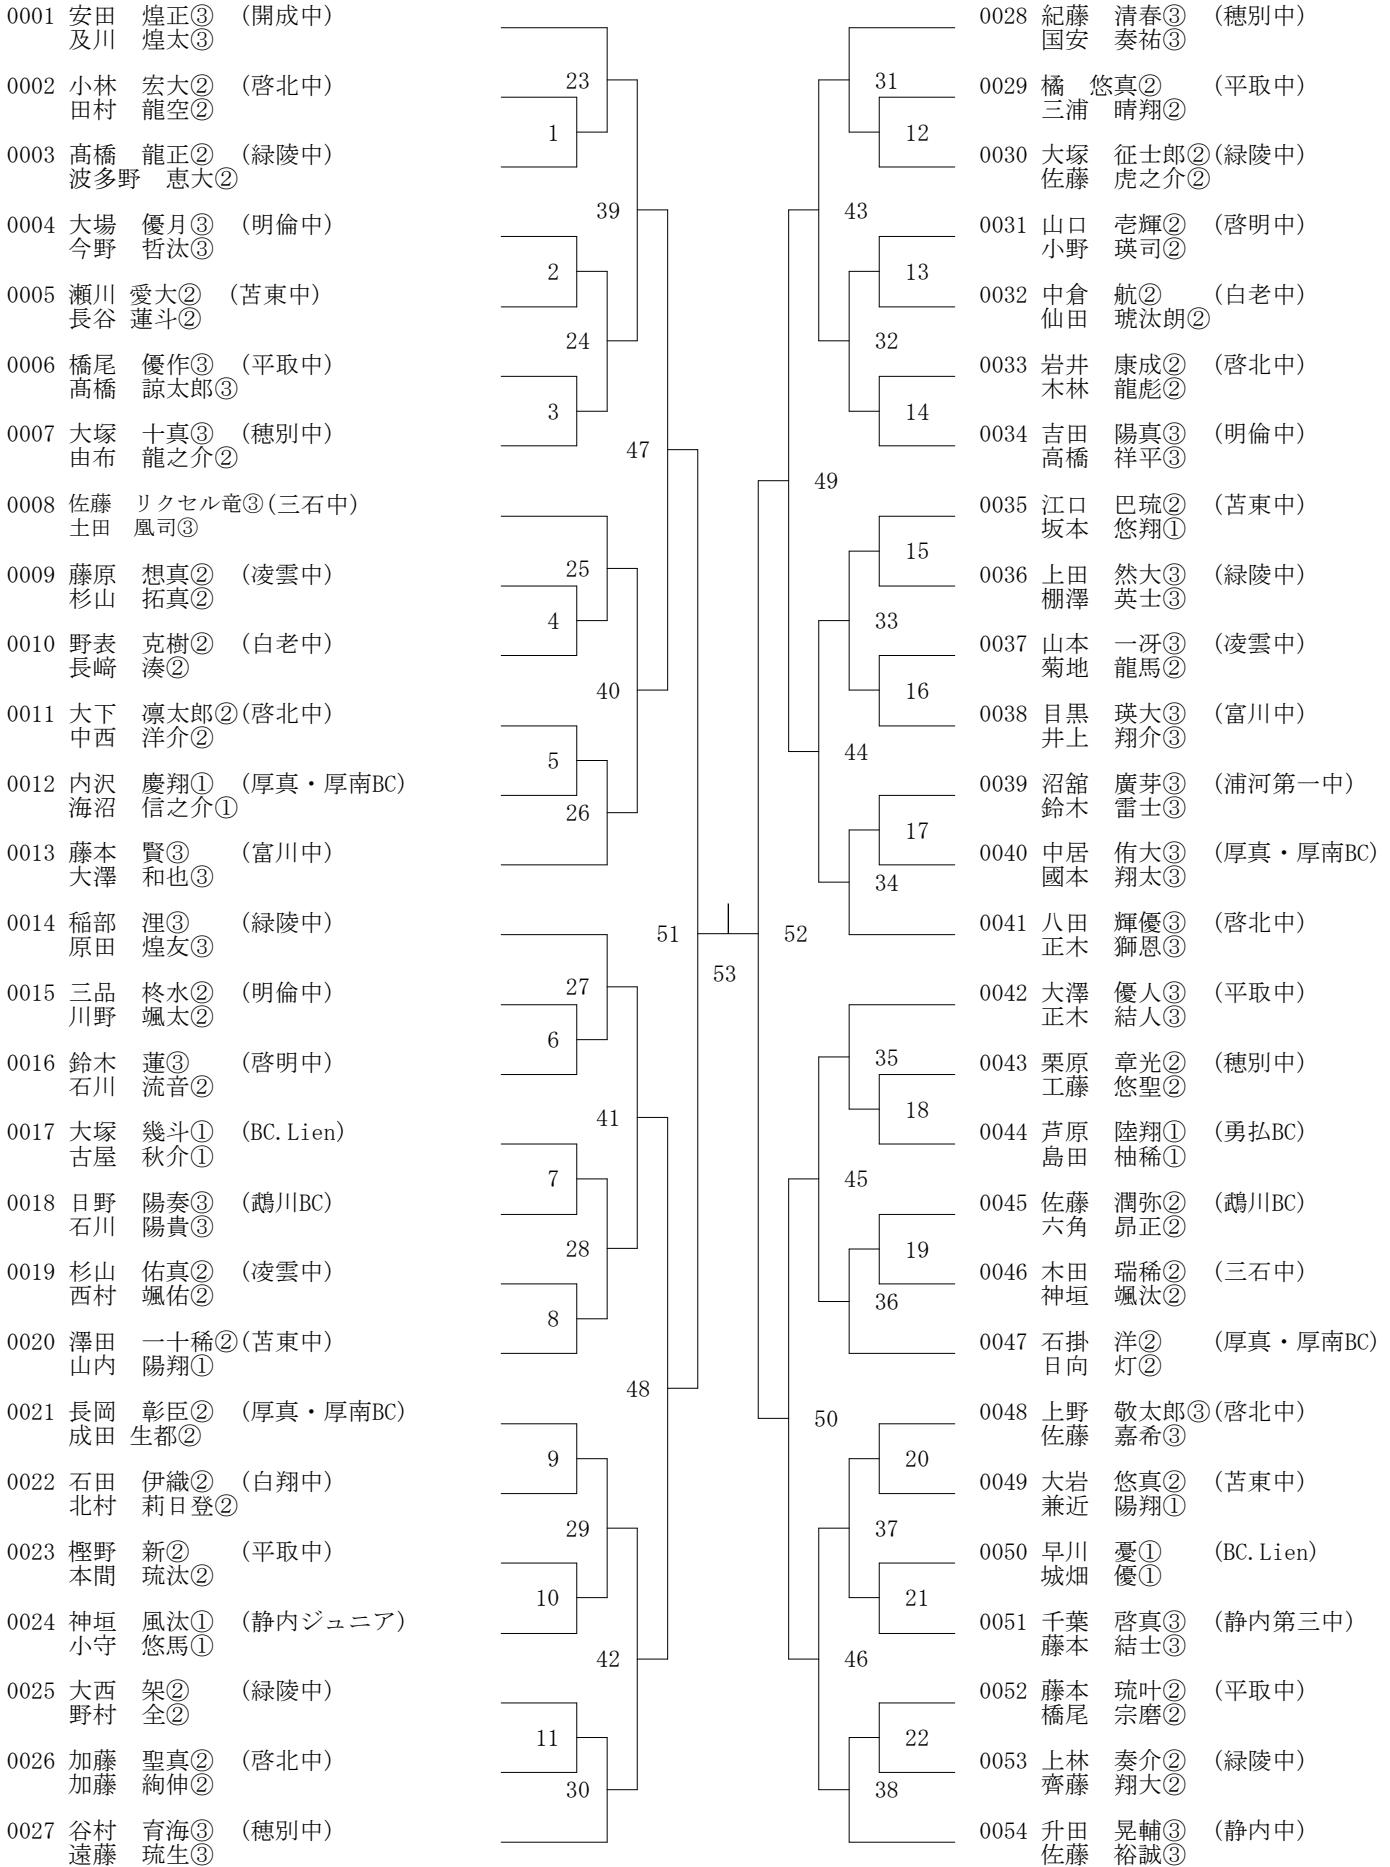 0001 安田　煌正③　(開成中)
及川　煌太③
0002 小林　宏大②　(啓北中)
田村　龍空②
0003 髙橋　龍正②　(緑陵中)
波多野　恵大②
0004 大場　優月③　(明倫中)
今野　哲汰③
0005 瀬川 愛大②　(苫東中)
長谷 蓮斗②
0006 橋尾　優作③　(平取中)
髙橋　諒太郎③
0007 大塚　十真③　(穂別中)
由布　龍之介②
0008 佐藤　リクセル竜③(三石中)
土田　凰司③
0009 藤原　想真②　(凌雲中)
杉山　拓真②
0010 野表　克樹②　(白老中)
長﨑　湊②
0011 大下　凛太郎②(啓北中)
中西　洋介②
0012 内沢　慶翔①　(厚真・厚南BC)
海沼　信之介①
0013 藤本　賢③　　(富川中)
大澤　和也③
0014 稲部　浬③　　(緑陵中)
原田　煌友③
0015 三品　柊水②　(明倫中)
川野　颯太②
0016 鈴木　蓮③　　(啓明中)
石川　流音②
0017 大塚　幾斗①　(BC.Lien)
古屋　秋介①
0018 日野　陽奏③　(鵡川BC)
石川　陽貴③
0019 杉山　佑真②　(凌雲中)
西村　颯佑②
0020 澤田　一十稀②(苫東中)
山内　陽翔①
0021 長岡　彰臣②　(厚真・厚南BC)
成田 生都②
0022 石田　伊織②　(白翔中)
北村　莉日登②
0023 樫野　新②　　(平取中)
本間　琉汰②
0024 神垣　風汰①　(静内ジュニア)
小守　悠馬①
0025 大西　架②　　(緑陵中)
野村　全②
0026 加藤　聖真②　(啓北中)
加藤　絢伸②
0027 谷村　育海③　(穂別中)
遠藤　琉生③
23
1
39
2
24
3
47
25
4
40
5
26
51
27
6
41
7
28
8
48
9
29
10
42
11
30
53
31
12
43
13
32
14
49
15
33
16
44
17
34
52
35
18
45
19
36
50
20
37
21
46
22
38
0028 紀藤　清春③　(穂別中)
国安　奏祐③
0029 橘　悠真②　　(平取中)
三浦　晴翔②
0030 大塚　征士郎②(緑陵中)
佐藤　虎之介②
0031 山口　壱輝②　(啓明中)
小野　瑛司②
0032 中倉　航②　　(白老中)
仙田　琥汰朗②
0033 岩井　康成②　(啓北中)
木林　龍彪②
0034 吉田　陽真③　(明倫中)
高橋　祥平③
0035 江口　巴琉②　(苫東中)
坂本　悠翔①
0036 上田　然大③　(緑陵中)
棚澤　英士③
0037 山本　一冴③　(凌雲中)
菊地　龍馬②
0038 目黒　瑛大③　(富川中)
井上　翔介③
0039 沼舘　廣芽③　(浦河第一中)
鈴木　雷士③
0040 中居　侑大③　(厚真・厚南BC)
國本　翔太③
0041 八田　輝優③　(啓北中)
正木　獅恩③
0042 大澤　優人③　(平取中)
正木　結人③
0043 栗原　章光②　(穂別中)
工藤　悠聖②
0044 芦原　陸翔①　(勇払BC)
島田　柚稀①
0045 佐藤　潤弥②　(鵡川BC)
六角　昴正②
0046 木田　瑞稀②　(三石中)
神垣　颯汰②
0047 石掛　洋②　　(厚真・厚南BC)
日向　灯②
0048 上野　敬太郎③(啓北中)
佐藤　嘉希③
0049 大岩　悠真②　(苫東中)
兼近　陽翔①
0050 早川　憂①　　(BC.Lien)
城畑　優①
0051 千葉　啓真③　(静内第三中)
藤本　結士③
0052 藤本　琉叶②　(平取中)
橋尾　宗磨②
0053 上林　奏介②　(緑陵中)
齊藤　翔大②
0054 升田　晃輔③　(静内中)
佐藤　裕誠③